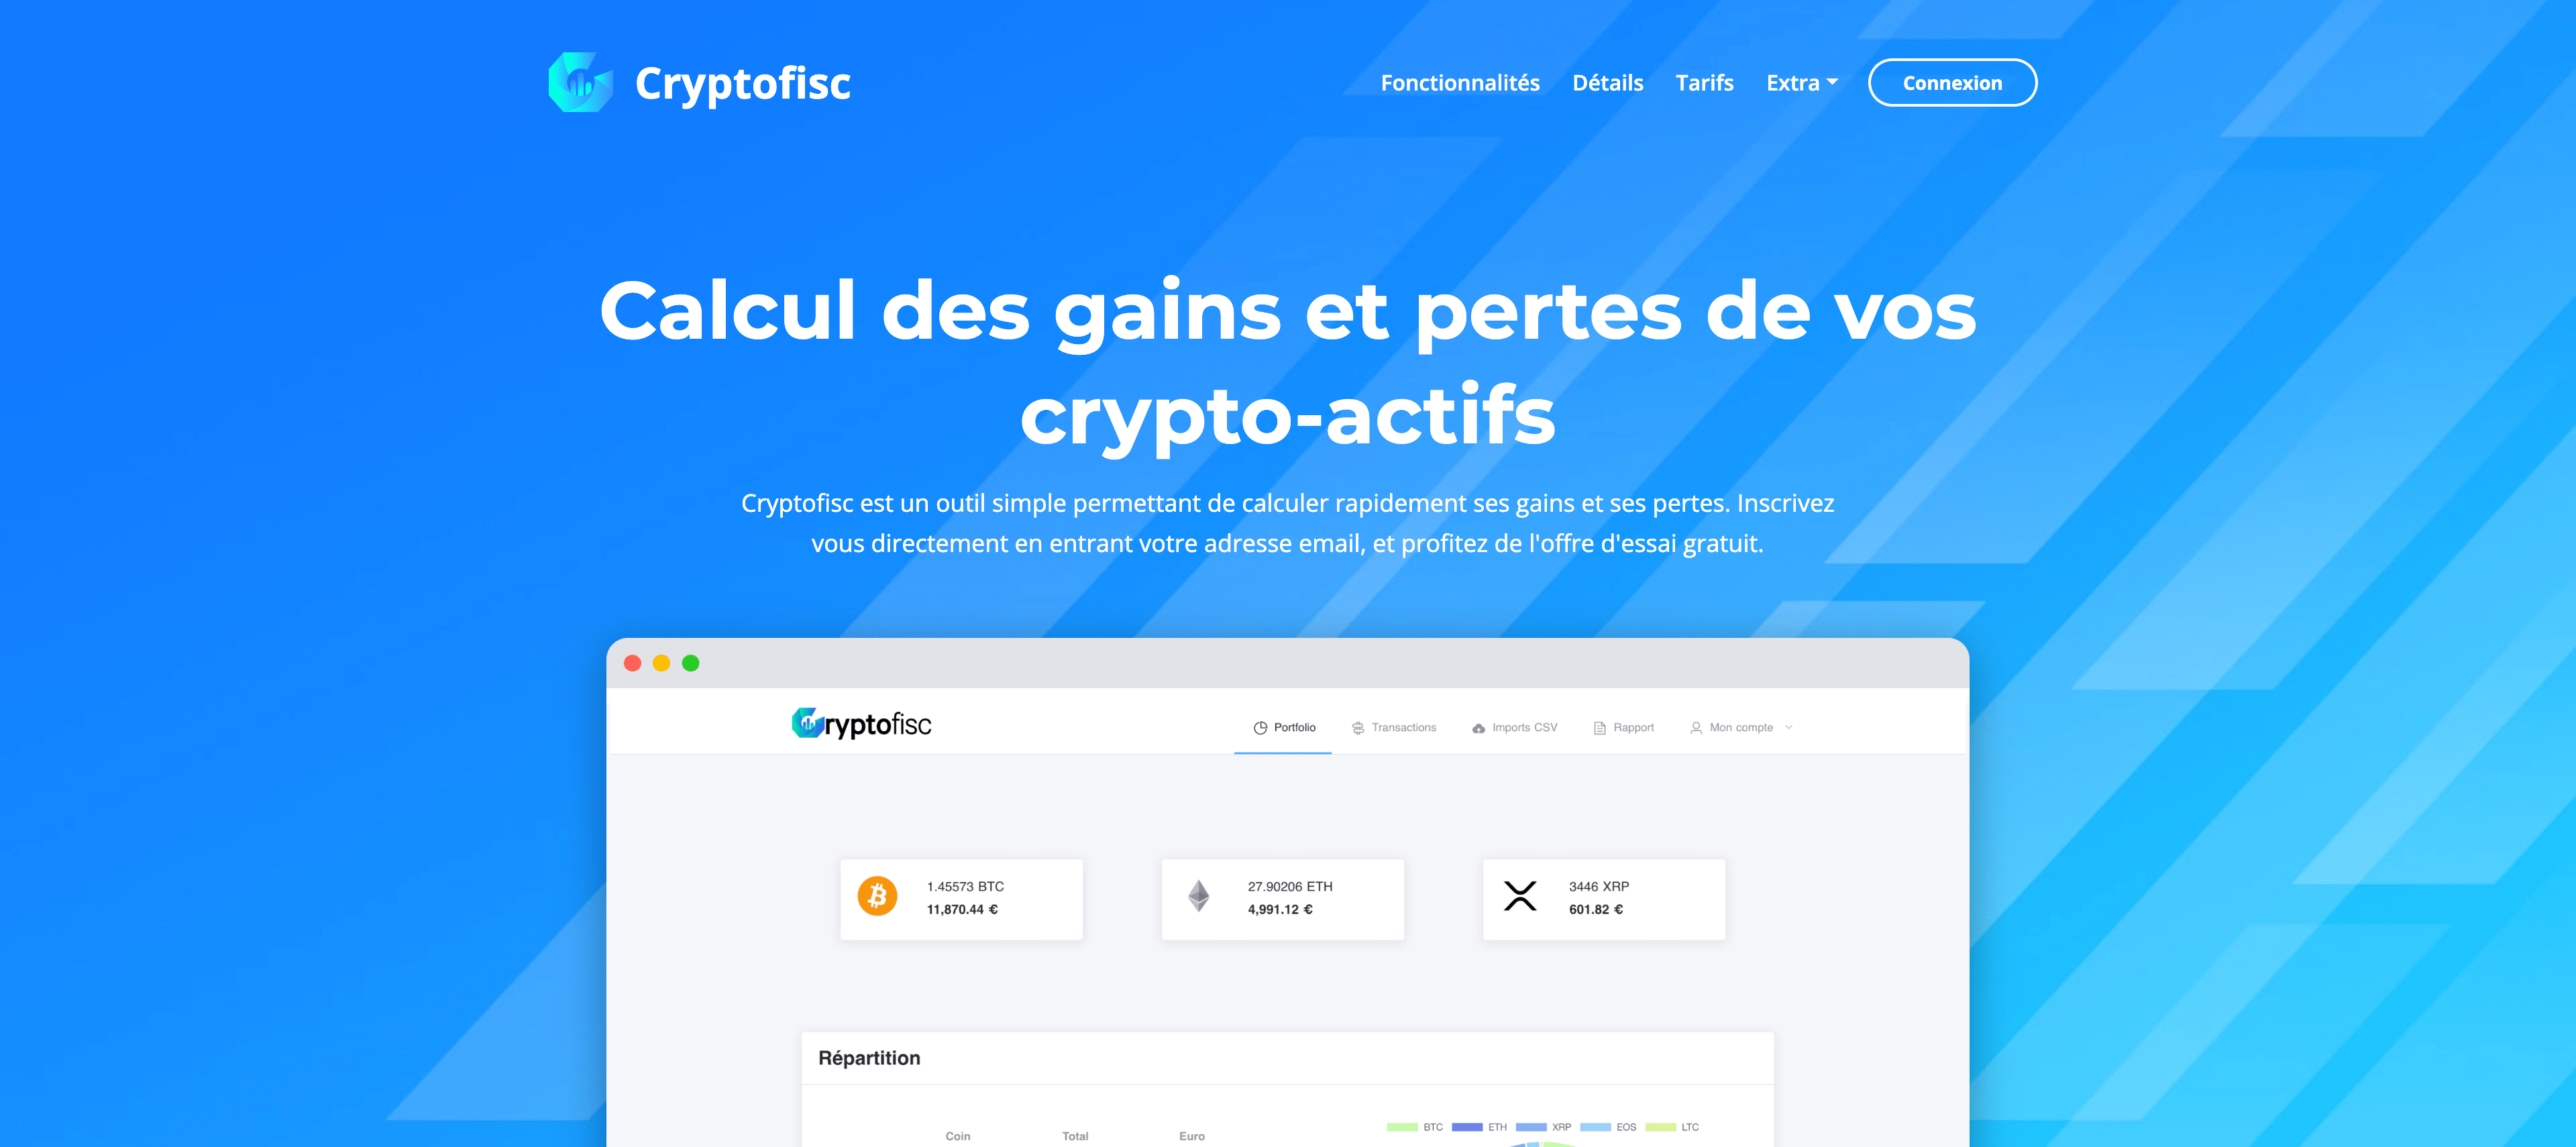 Cryptofisc
Fonctionnalités Détails Tarifs Extra Connexion
Calcul des gains et pertes de vos
crypto-actifs
Cryptofisc est un outil simple permettant de calculer rapidement ses gains et ses pertes. Inscrivez
vous directement en entrant votre adresse email, et profitez de l'offre d'essai gratuit.
Cryptofisc
Portfolio Transactions Imports CSV Rapport Mon compte
1.45573 BTC
11,870.44 €
27.90206 ETH
4,991.12 €
3446 XRP
601.82 €
Répartition
Coin Total Euro
BTC ETH XRP EOS LTC